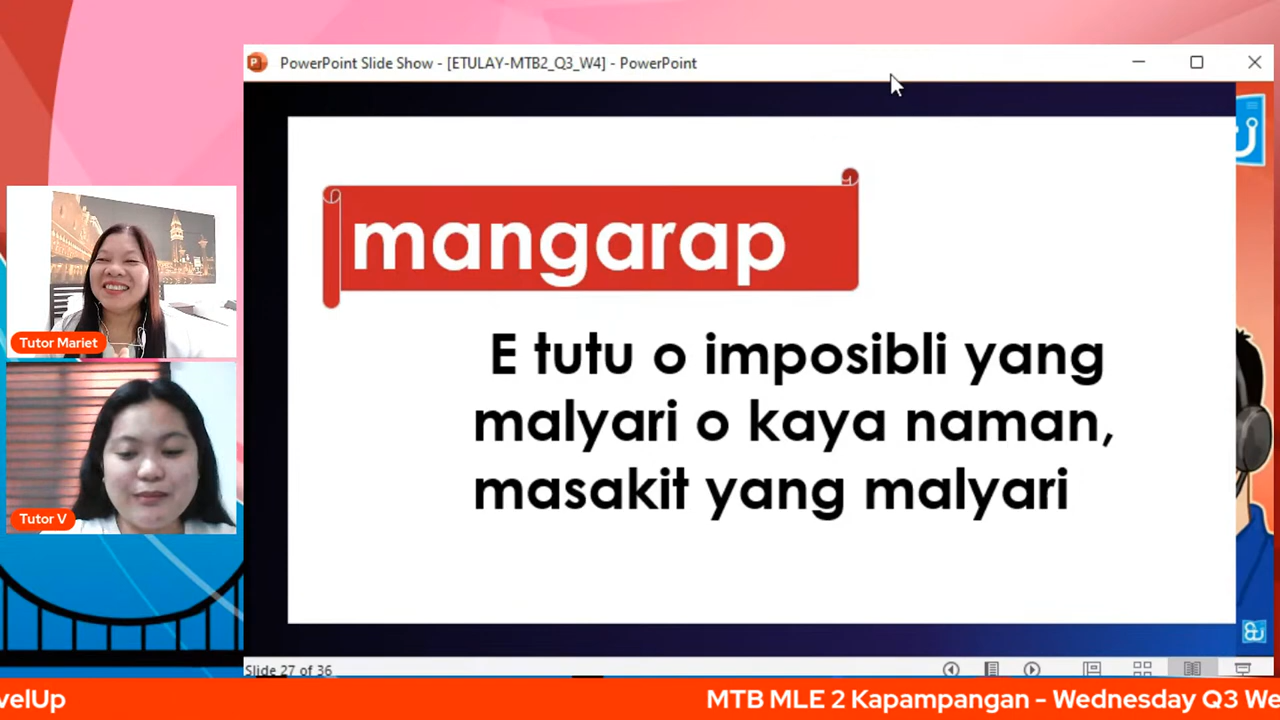 PowerPoint Slide Show - [ETULAY-MTB2_Q3_W4] - PowerPoint
mangarap
E tutu o imposibli yang
malyari o kaya naman,
masakit yang malyari
Tutor Mariet
Tutor V
Slide 27 of 36
velUp
MTB MLE 2 Kapampangan - Wednesday Q3 We